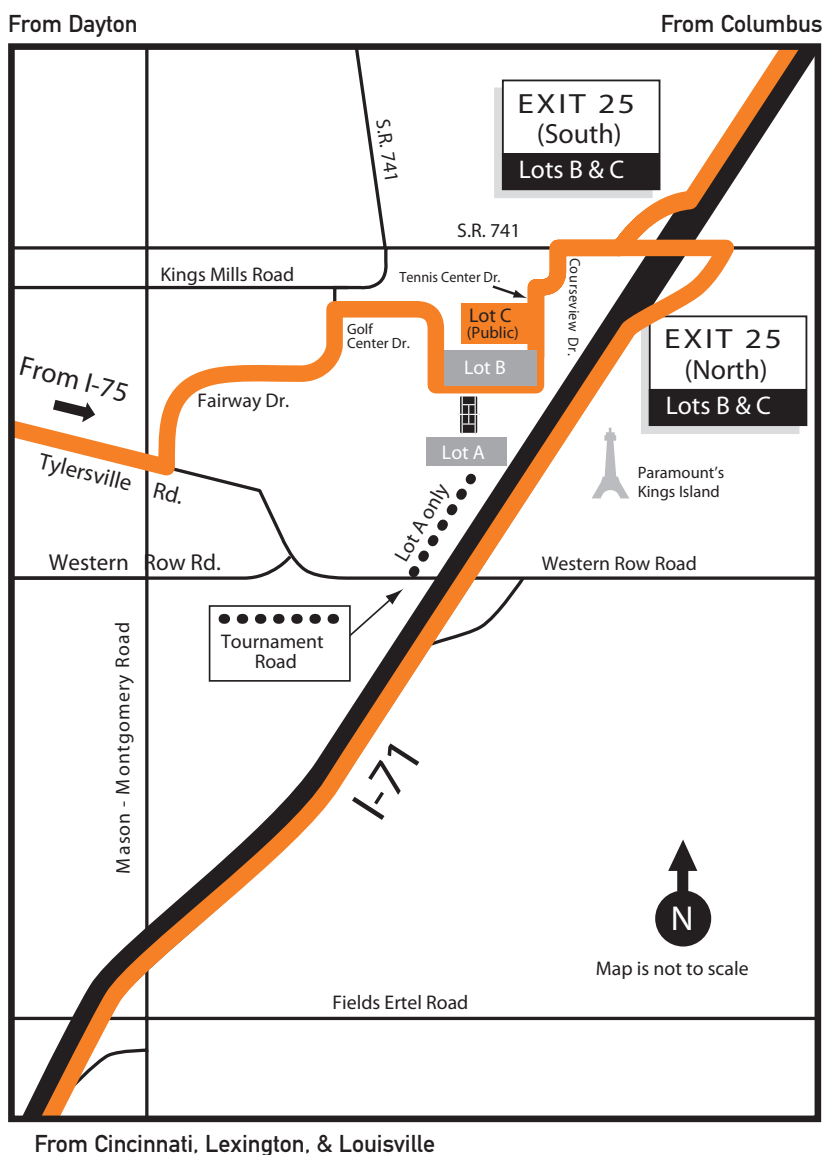 From Dayton
From Columbus
EXIT 25
(South)
Lots B & C
S.R. 741
S.R. 741
Kings Mills Road
Tennis Center Dr.
Courseview Dr.
Lot C
(Public)
Golf
Center Dr.
EXIT 25
(North)
Lots B & C
Lot B
From I-75
Fairway Dr.
Lot A
Tylersville Rd.
Paramount's
Kings Island
Lot A only
Western Row Rd.
Western Row Road
Tournament
Road
Mason - Montgomery Road
I-71
N
Map is not to scale
Fields Ertel Road
From Cincinnati, Lexington, & Louisville